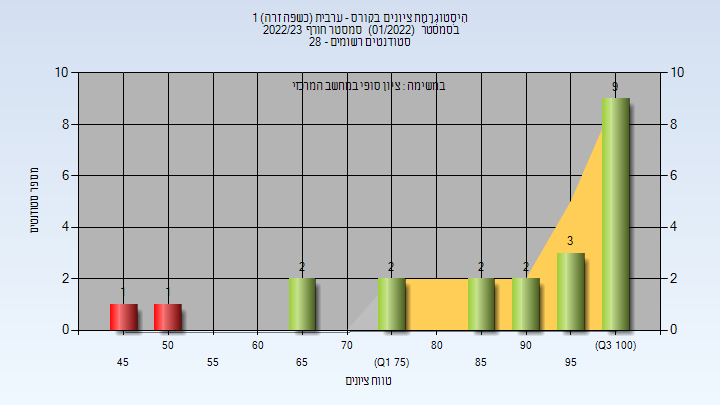 היסטוגרמת ציונים בקורס - ערבית (כשפה זרה) 1
בסמסטר (01/2022) סמסטר חורף 2022/23
סטודנטים רשומים - 28
במשימה : ציון סופי במחשב המרכזי
מספר סטודנטים
10 10
8 8
6 6
4 4
2 2
0 0
1 1 2 2 2 2 3 9
50 60 70 80 90 (Q3 100)
45 55 65 (Q1 75) 85 95
טווח ציונים